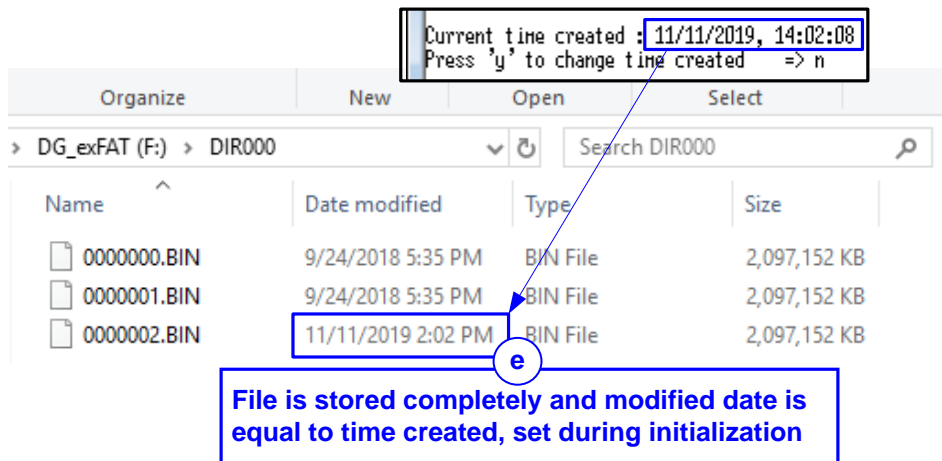 Current time created : 11/11/2019, 14:02:08
Press 'y' to change time created => n
Organize New Open Select
> DG_exFAT (F:) > DIR000 Search DIR000
Name Date modified Type Size
0000000.BIN 9/24/2018 5:35 PM BIN File 2,097,152 KB
0000001.BIN 9/24/2018 5:35 PM BIN File 2,097,152 KB
0000002.BIN 11/11/2019 2:02 PM BIN File 2,097,152 KB
e
File is stored completely and modified date is
equal to time created, set during initialization